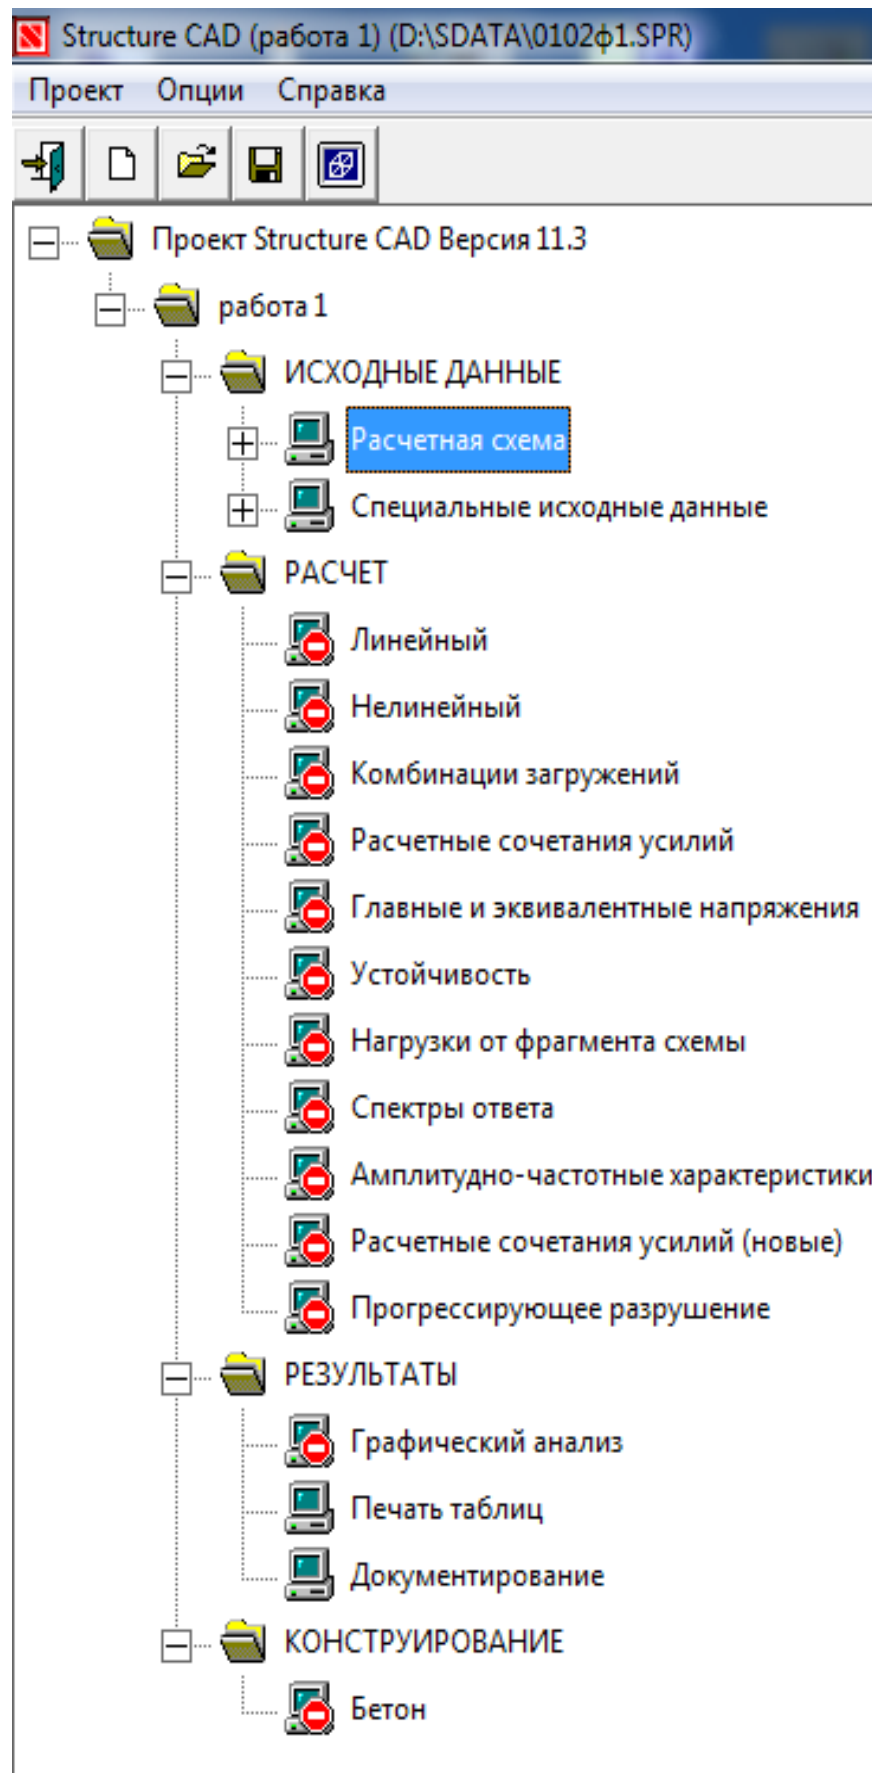 Structure CAD (работа 1) (D:\SDATA\0102ф1.SPR)
Проект Опции Справка
Проект Structure CAD Версия 11.3
работа 1
ИСХОДНЫЕ ДАННЫЕ
Расчетная схема
Специальные исходные данные
РАСЧЕТ
Линейный
Нелинейный
Комбинации загружений
Расчетные сочетания усилий
Главные и эквивалентные напряжения
Устойчивость
Нагрузки от фрагмента схемы
Спектры ответа
Амплитудно-частотные характеристики
Расчетные сочетания усилий (новые)
Прогрессирующее разрушение
РЕЗУЛЬТАТЫ
Графический анализ
Печать таблиц
Документирование
КОНСТРУИРОВАНИЕ
Бетон